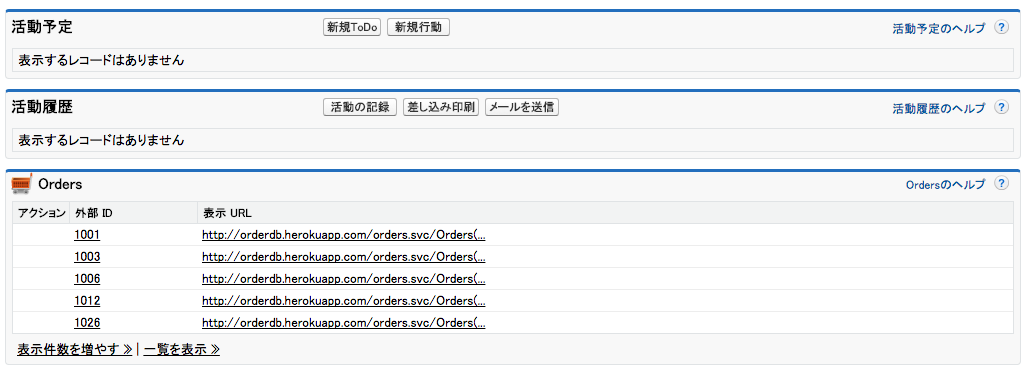 活動予定 新規ToDo 新規行動 活動予定のヘルプ ?
表示するレコードはありません
活動履歴 活動の記録 差し込み印刷 メールを送信 活動履歴のヘルプ ?
表示するレコードはありません
Orders Ordersのヘルプ ?
アクション 外部 ID 表示 URL
1001 http://orderdb.herokuapp.com/orders.svc/Orders(...
1003 http://orderdb.herokuapp.com/orders.svc/Orders(...
1006 http://orderdb.herokuapp.com/orders.svc/Orders(...
1012 http://orderdb.herokuapp.com/orders.svc/Orders(...
1026 http://orderdb.herokuapp.com/orders.svc/Orders(...
表示件数を増やす ≫ | 一覧を表示 ≫